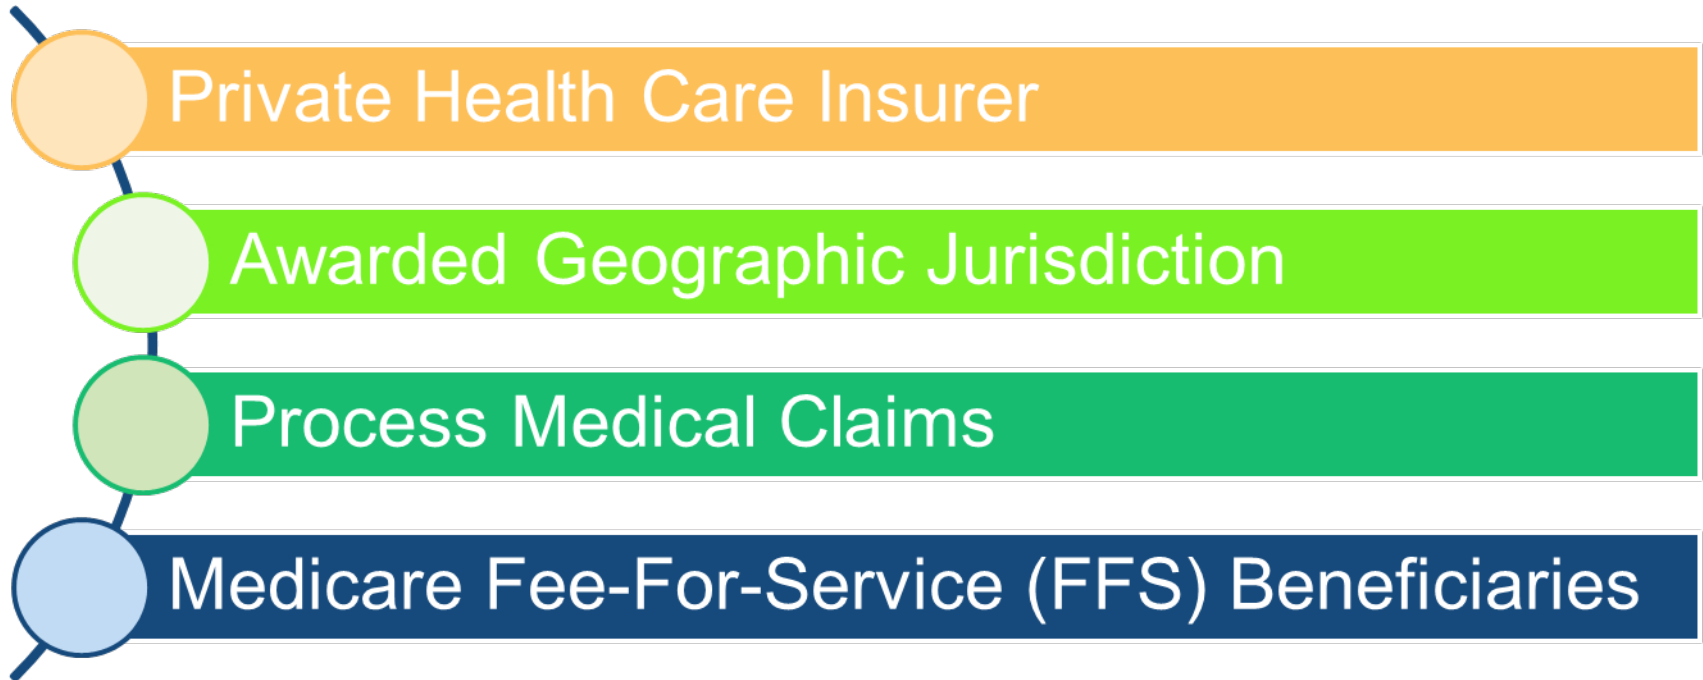 Private Health Care Insurer
Awarded Geographic Jurisdiction
Process Medical Claims
Medicare Fee-For-Service (FFS) Beneficiaries